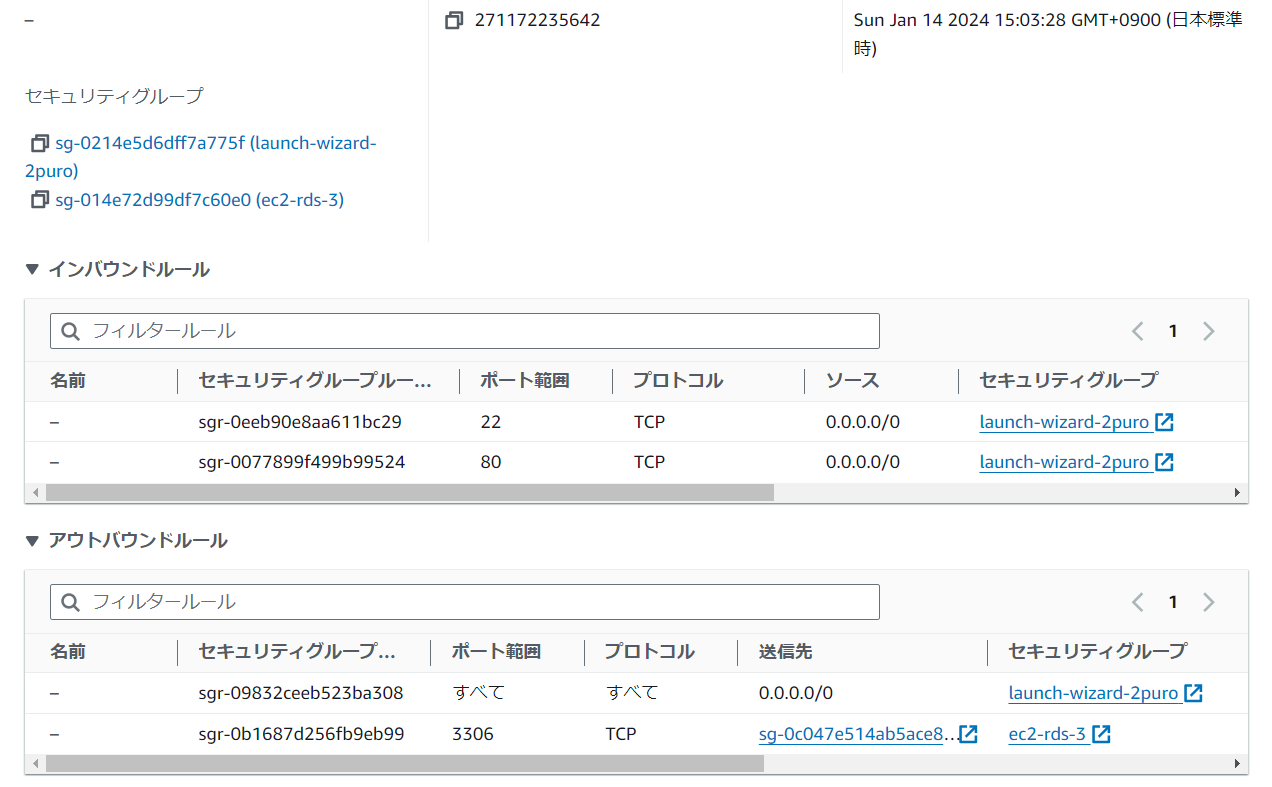 –
271172235642
Sun Jan 14 2024 15:03:28 GMT+0900 (日本標準
時)
セキュリティグループ
sg-0214e5d6dff7a775f (launch-wizard-
2puro)
sg-014e72d99df7c60e0 (ec2-rds-3)
▼ インバウンドルール
フィルタールール
1
名前 セキュリティグループルー... ポート範囲 プロトコル ソース セキュリティグループ
– sgr-0eeb90e8aa611bc29 22 TCP 0.0.0.0/0 launch-wizard-2puro
– sgr-0077899f499b99524 80 TCP 0.0.0.0/0 launch-wizard-2puro
▼ アウトバウンドルール
フィルタールール
1
名前 セキュリティグループ... ポート範囲 プロトコル 送信先 セキュリティグループ
– sgr-09832ceeb523ba308 すべて すべて 0.0.0.0/0 launch-wizard-2puro
– sgr-0b1687d256fb9eb99 3306 TCP sg-0c047e514ab5ace8... ec2-rds-3